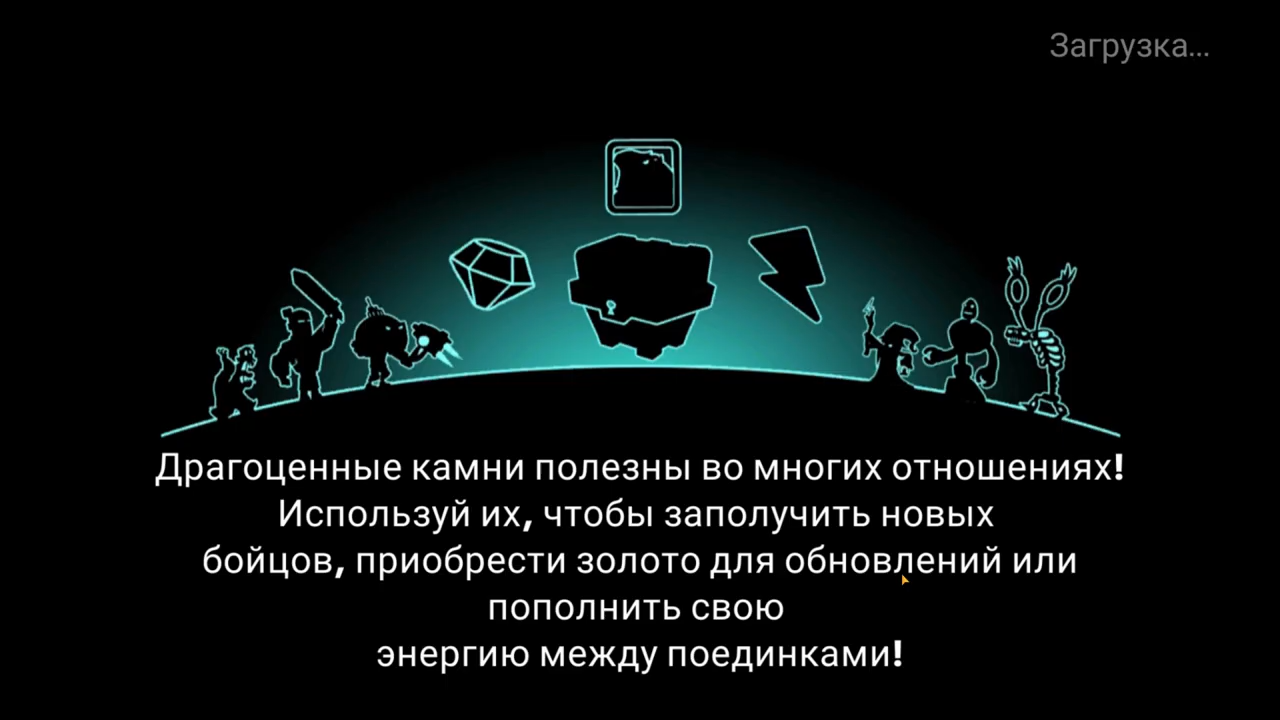 Загрузка...
Драгоценные камни полезны во многих отношениях!
Используй их, чтобы заполучить новых
бойцов, приобрести золото для обновлений или
пополнить свою
энергию между поединками!